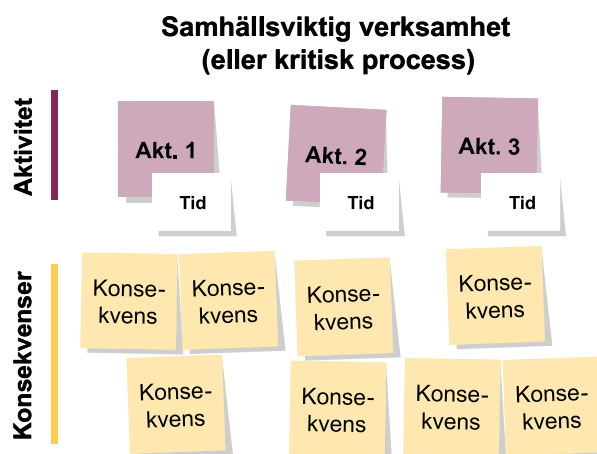 Samhällsviktig verksamhet
(eller kritisk process)
Aktivitet
Akt. 1
Akt. 2
Akt. 3
Tid
Tid
Tid
Konsekvenser
Konse-
kvens
Konse-
kvens
Konse-
kvens
Konse-
kvens
Konse-
kvens
Konse-
kvens
Konse-
kvens
Konse-
kvens